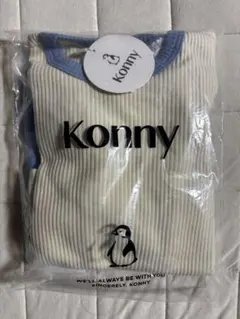 Konny
Konny
WE'LL ALWAYS BE WITH YOU
SINCERELY, KONNY